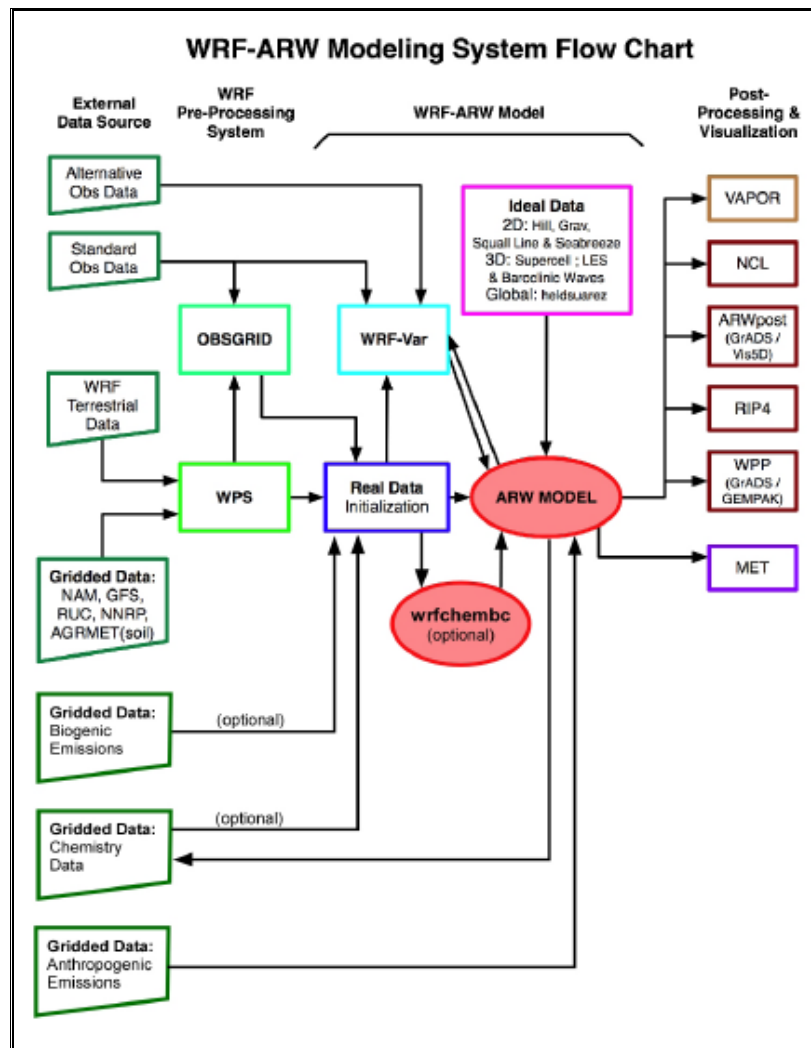 WRF-ARW Modeling System Flow Chart
External
Data Source
WRF
Pre-Processing
System
WRF-ARW Model
Post-
Processing &
Visualization
Alternative
Obs Data
Standard
Obs Data
WRF
Terrestrial
Data
Gridded Data:
NAM, GFS,
RUC, NNRP,
AGRMET(soil)
Gridded Data:
Biogenic
Emissions
Gridded Data:
Chemistry
Data
Gridded Data:
Anthropogenic
Emissions
OBSGRID
WPS
WRF-Var
Real Data
Initialization
Ideal Data
2D: Hill, Grav,
Squall Line & Seabreeze
3D: Supercell ; LES
& Baroclinic Waves
Global: heldsuarez
ARW MODEL
wrfchembc
(optional)
(optional)
(optional)
VAPOR
NCL
ARWpost
(GrADS /
Vis5D)
RIP4
WPP
(GrADS /
GEMPAK)
MET